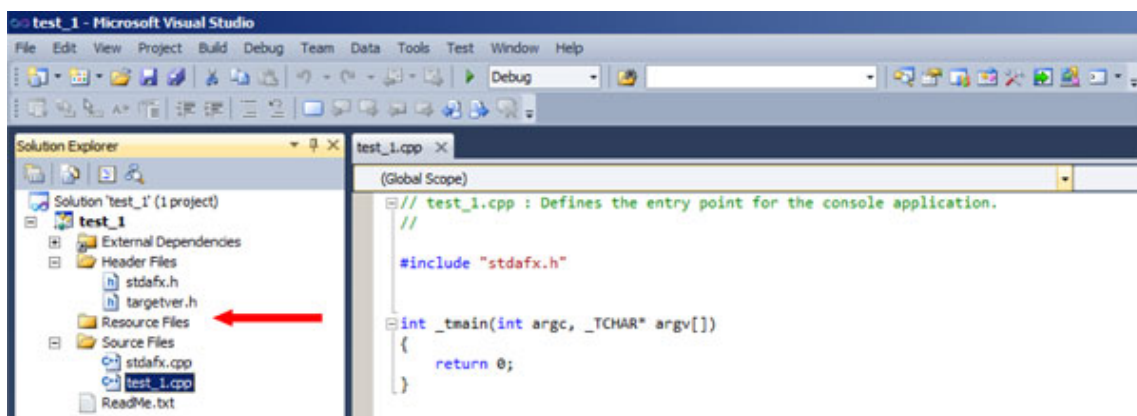 test_1 - Microsoft Visual Studio
File Edit View Project Build Debug Team Data Tools Test Window Help
Debug
Solution Explorer
test_1.cpp
(Global Scope)
Solution 'test_1' (1 project)
test_1
External Dependencies
Header Files
stdafx.h
targetver.h
Resource Files
Source Files
stdafx.cpp
test_1.cpp
ReadMe.txt
// test_1.cpp : Defines the entry point for the console application.
//
#include "stdafx.h"
int _tmain(int argc, _TCHAR* argv[])
{
return 0;
}